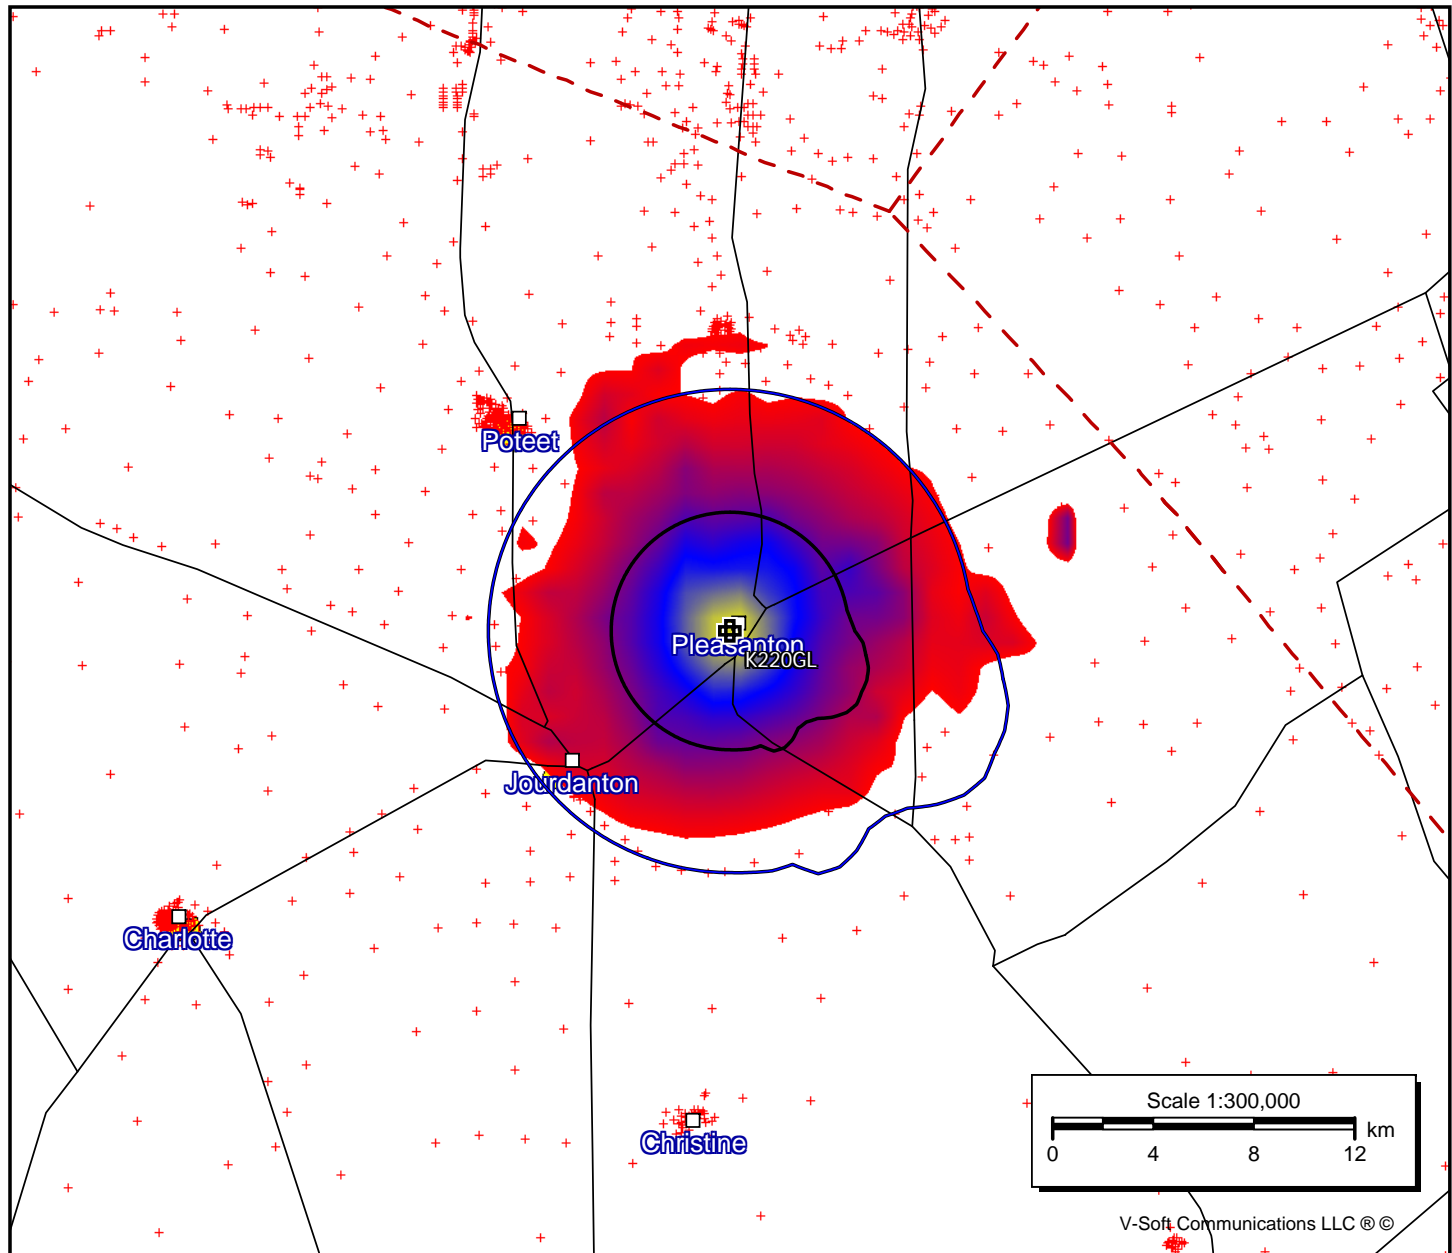 Poteet
Pleasanton
K220GL
Jourdanton
Charlotte
Christine
Scale 1:300,000
km
0 4 8 12
V-Soft Communications LLC ® ©